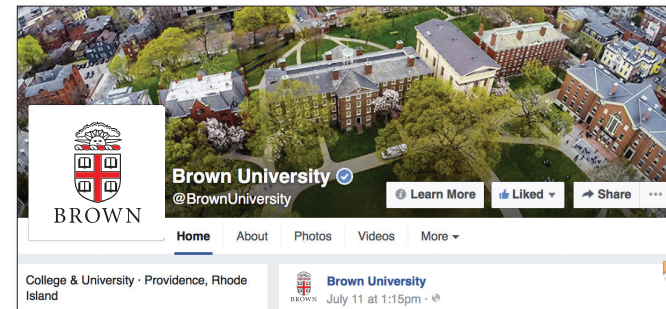 Brown University
@BrownUniversity
Learn More
Liked
Share
BROWN
Home About Photos Videos More
College & University · Providence, Rhode
Island
Brown University
BROWN
July 11 at 1:15pm ·